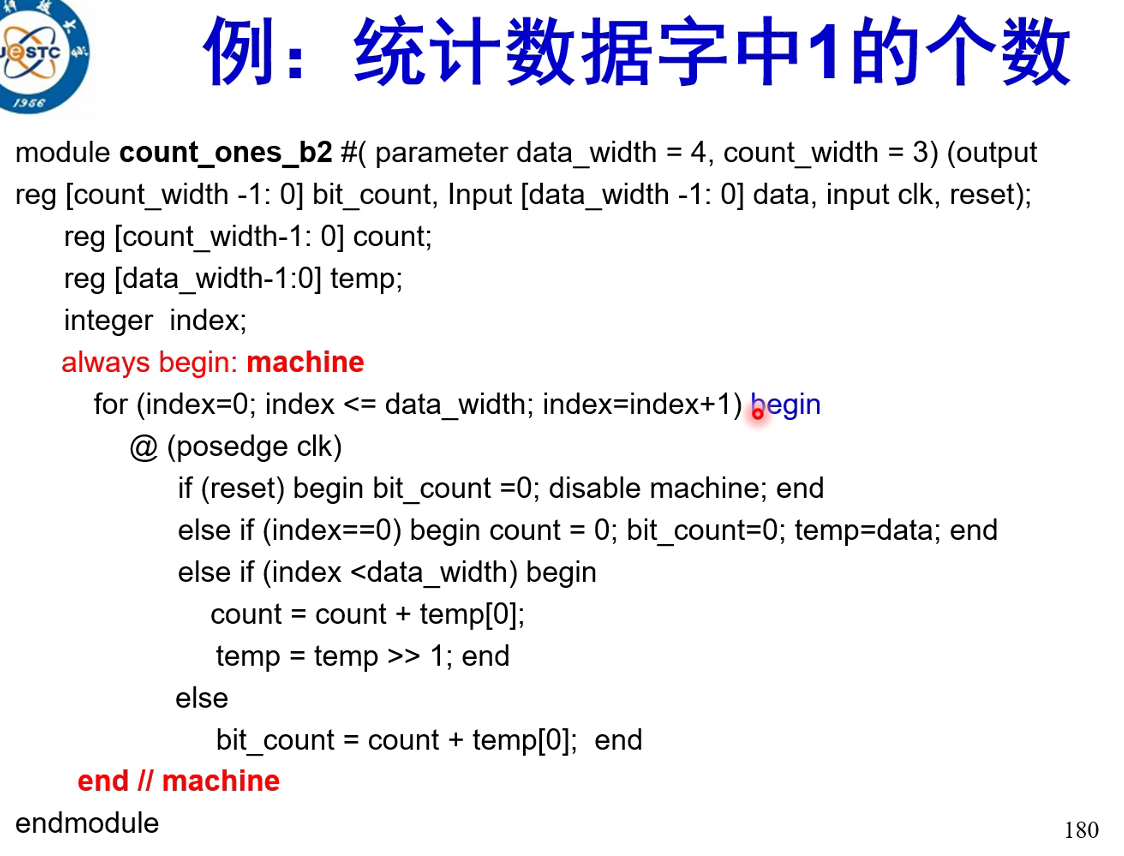 UESTC
1956
例：统计数据字中1的个数
module count_ones_b2 #( parameter data_width = 4, count_width = 3) (output
reg [count_width -1: 0] bit_count, Input [data_width -1: 0] data, input clk, reset);
reg [count_width-1: 0] count;
reg [data_width-1:0] temp;
integer  index;
always begin: machine
for (index=0; index <= data_width; index=index+1) begin
@ (posedge clk)
if (reset) begin bit_count =0; disable machine; end
else if (index==0) begin count = 0; bit_count=0; temp=data; end
else if (index <data_width) begin
count = count + temp[0];
temp = temp >> 1; end
else
bit_count = count + temp[0];  end
end // machine
endmodule
180